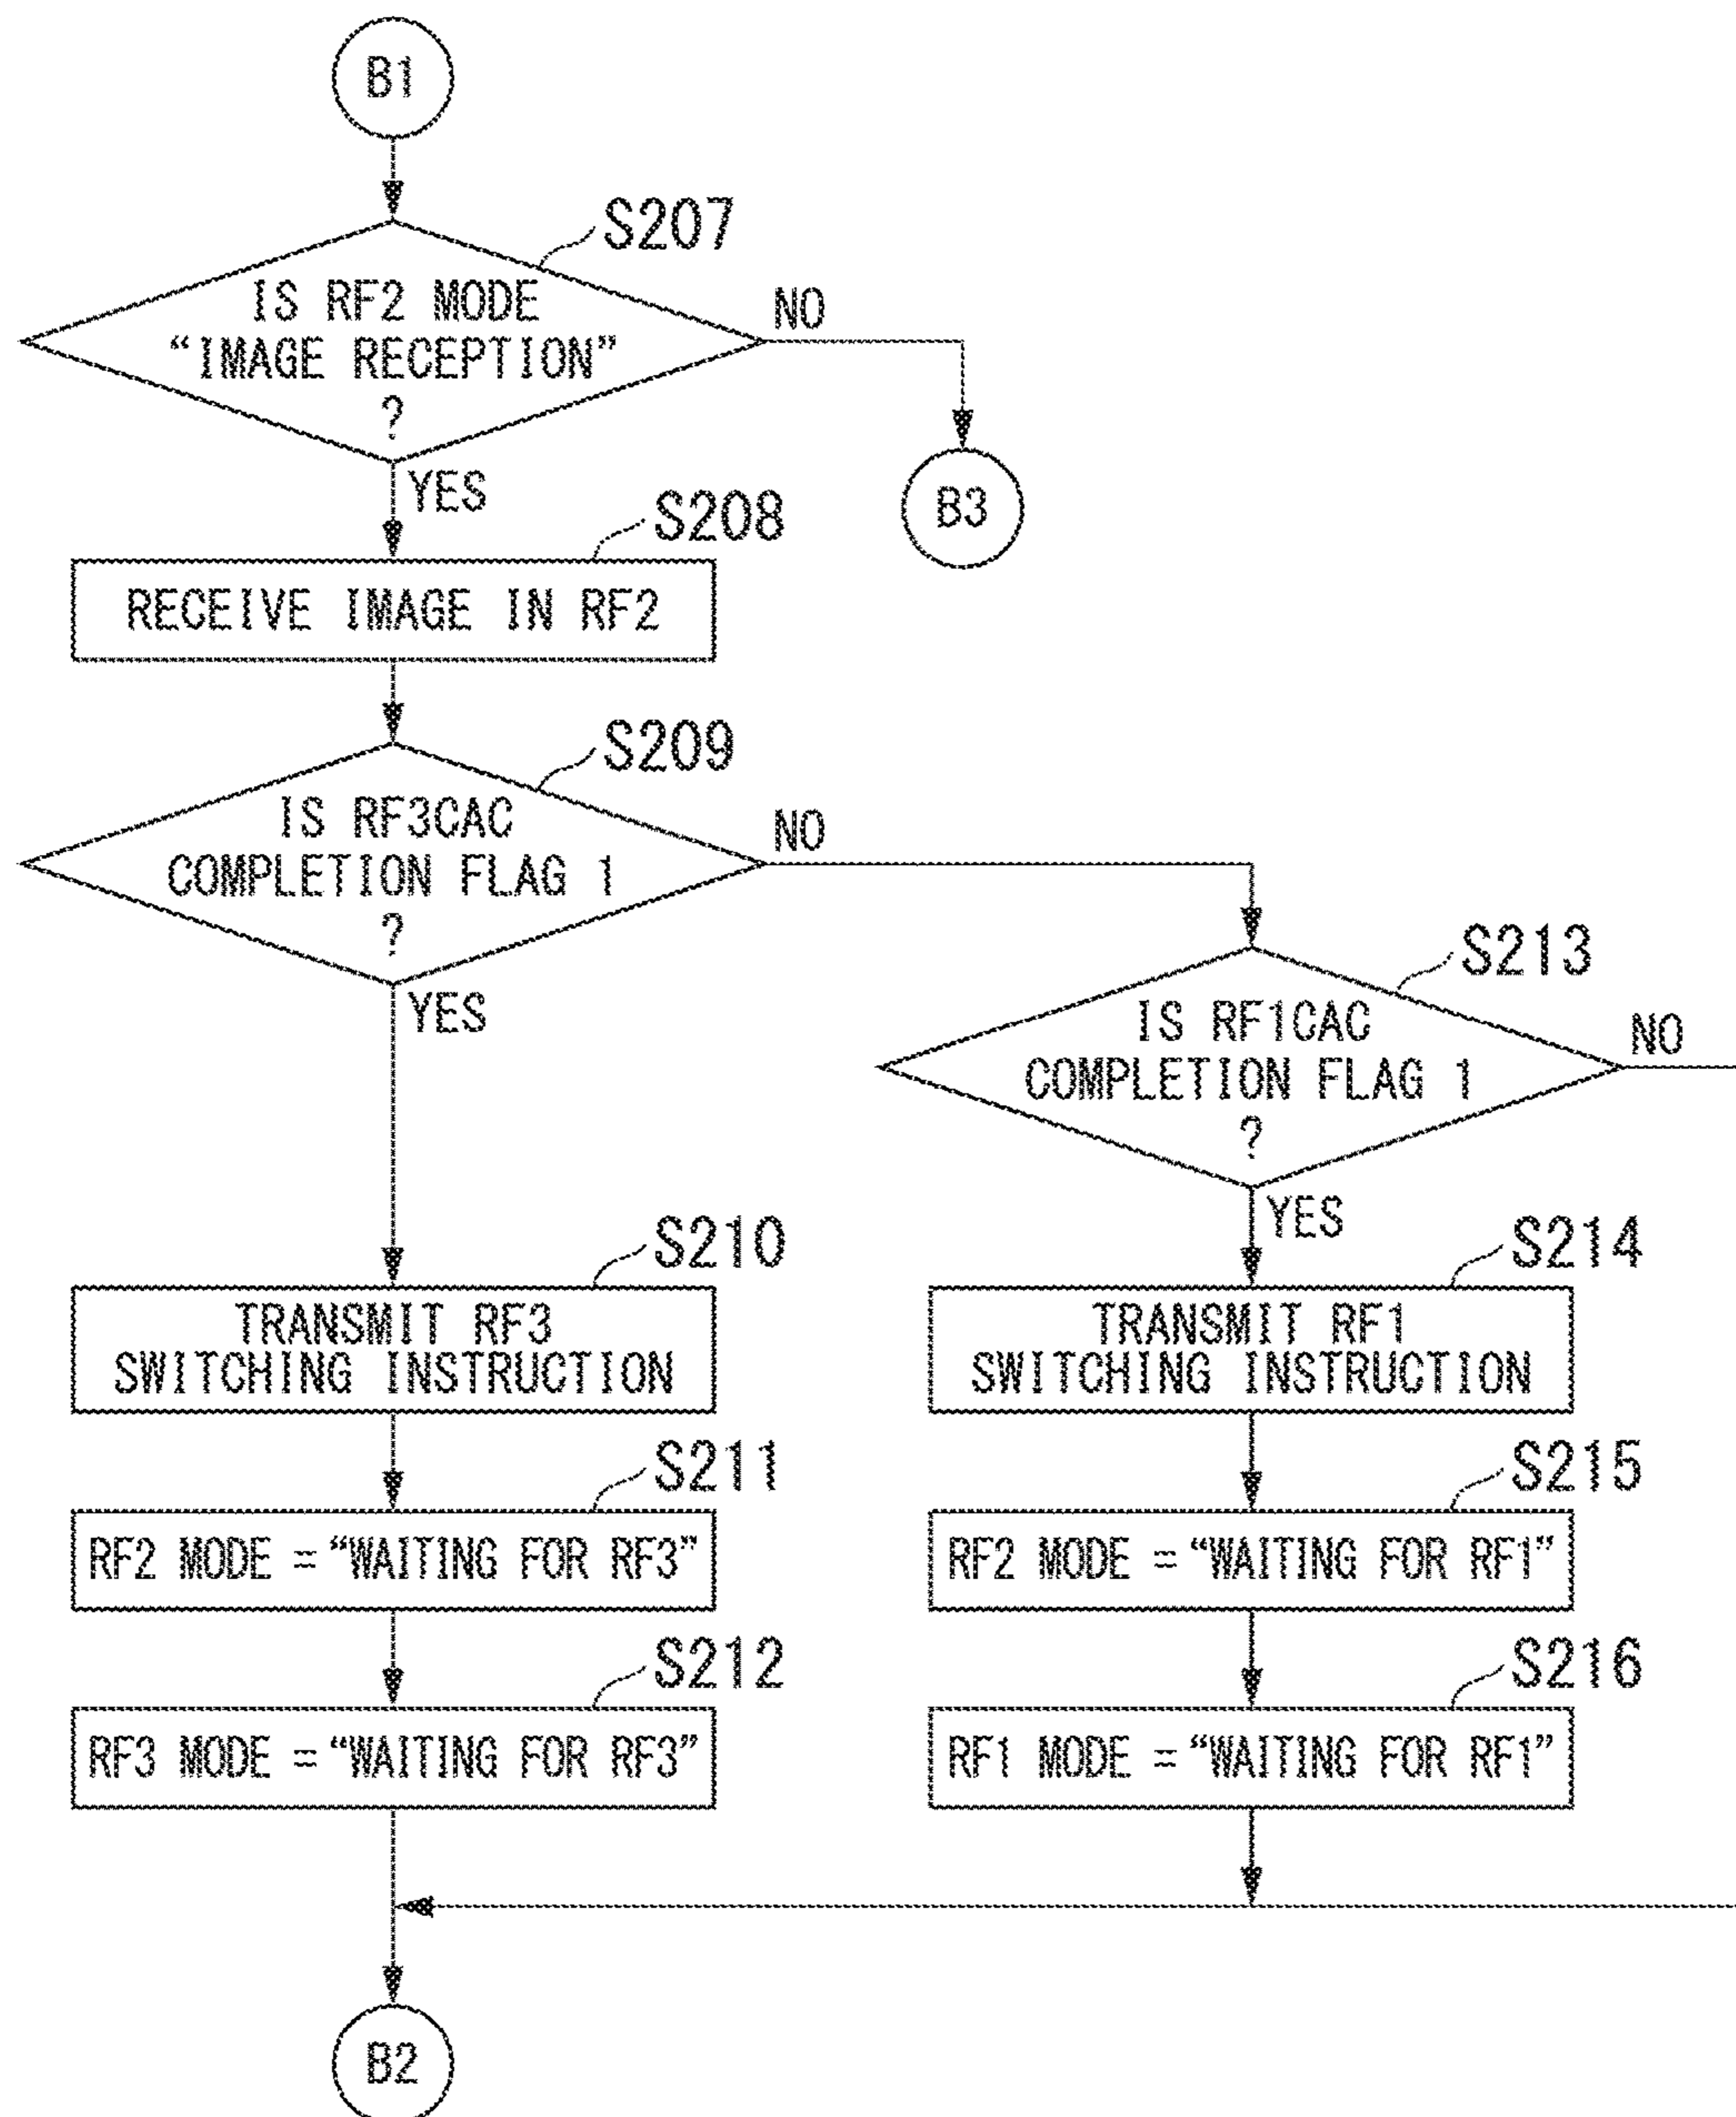 B1
S207
IS RF2 MODE
“IMAGE RECEPTION”
?
NO
YES
B3
S208
RECEIVE IMAGE IN RF2
S209
IS RF3CAC
COMPLETION FLAG 1
?
NO
YES
S213
IS RF1CAC
COMPLETION FLAG 1
?
NO
YES
S210
TRANSMIT RF3
SWITCHING INSTRUCTION
S214
TRANSMIT RF1
SWITCHING INSTRUCTION
S211
RF2 MODE = “WAITING FOR RF3”
S215
RF2 MODE = “WAITING FOR RF1”
S212
RF3 MODE = “WAITING FOR RF3”
S216
RF1 MODE = “WAITING FOR RF1”
B2